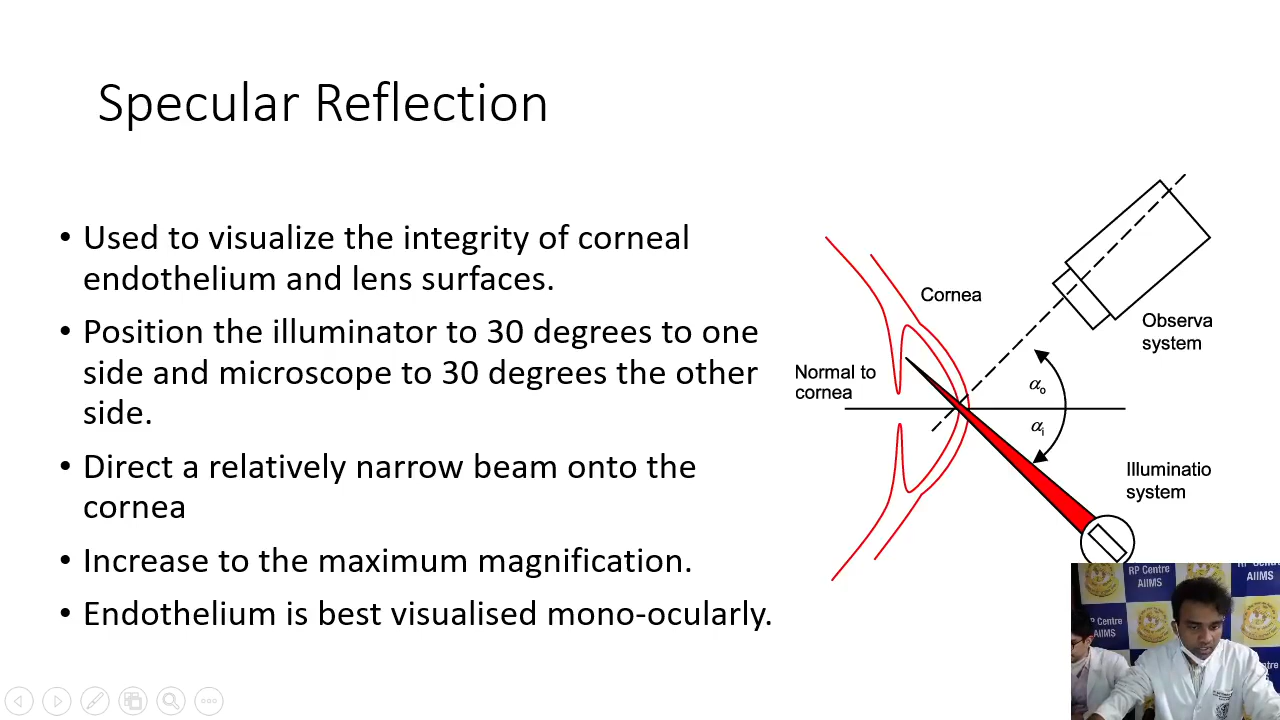 Specular Reflection
• Used to visualize the integrity of corneal
endothelium and lens surfaces.
• Position the illuminator to 30 degrees to one
side and microscope to 30 degrees the other
side.
• Direct a relatively narrow beam onto the
cornea
• Increase to the maximum magnification.
• Endothelium is best visualised mono-ocularly.
Cornea
Observa
system
Normal to
cornea
αo
αi
Illuminatio
system
RP Centre
AIIMS
RP Centre
AIIMS